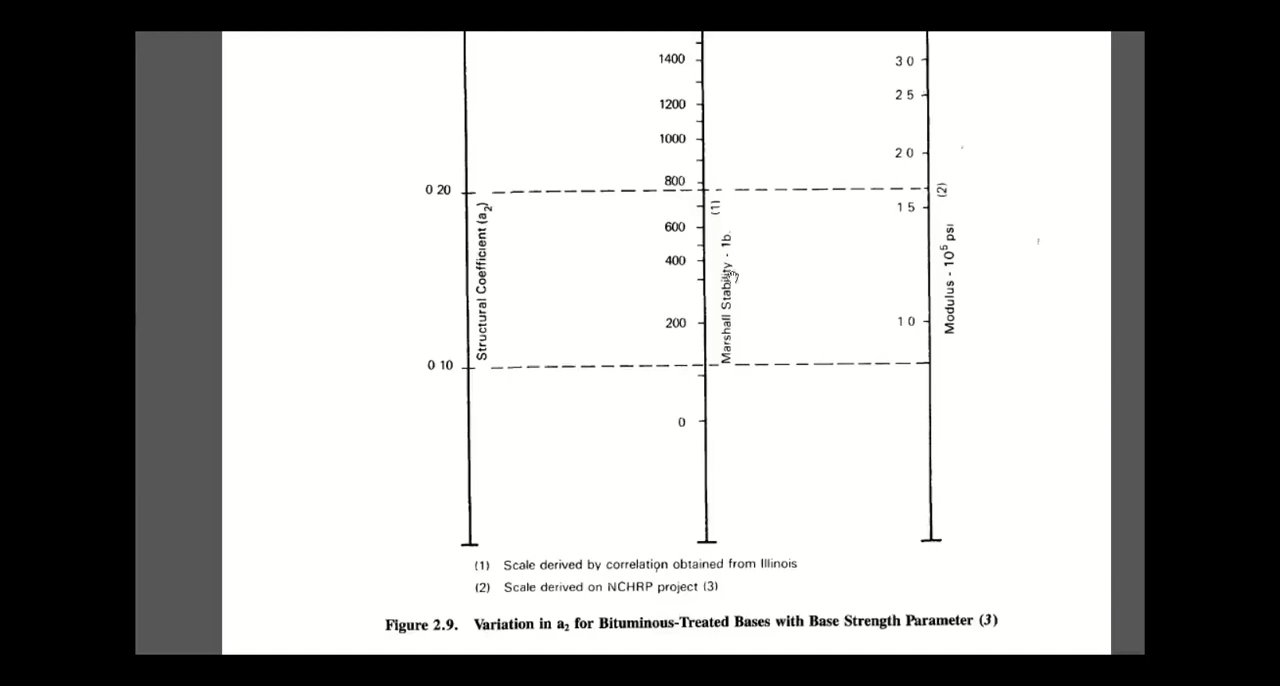 1400
3 0
2 5
1200
1000
2 0
800
0 20
(2)
1 5
(1)
600
400
Structural Coefficient (a2)
Marshall Stability - 1b.
Modulus - 10^5 psi
200
1 0
0 10
0
(1) Scale derived by correlation obtained from Illinois
(2) Scale derived on NCHRP project (3)
Figure 2.9. Variation in a2 for Bituminous-Treated Bases with Base Strength Parameter (3)